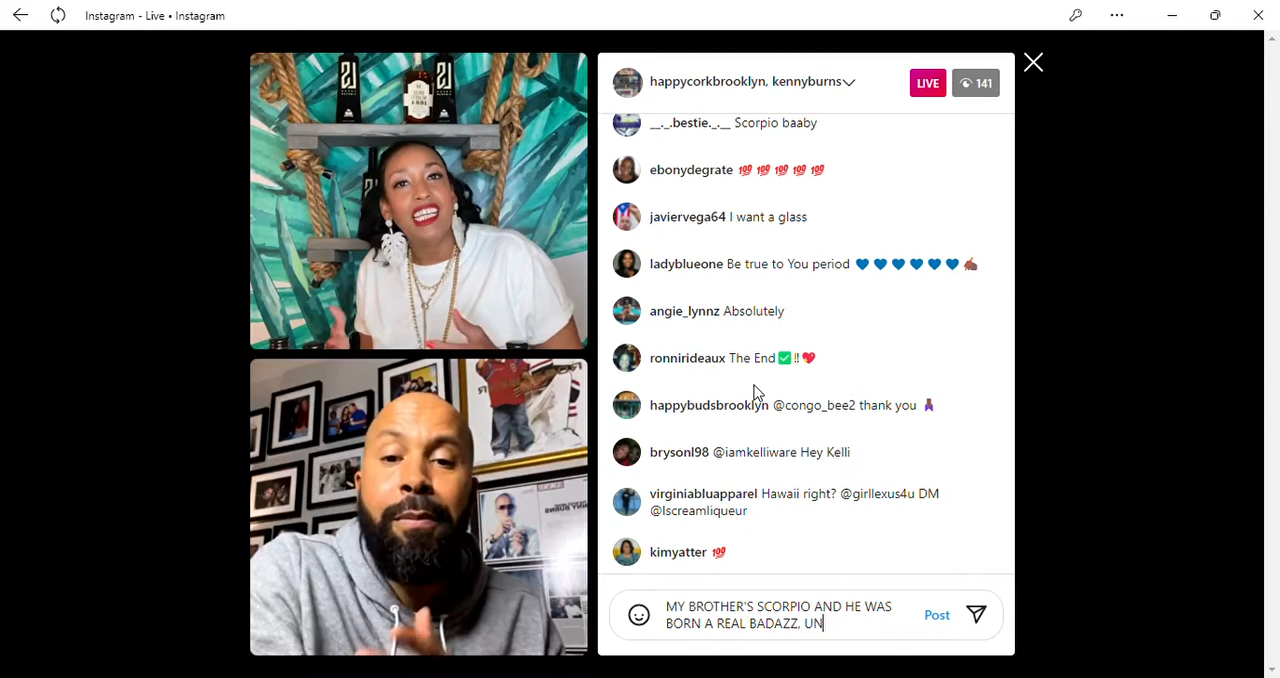 Instagram - Live • Instagram
happycorkbrooklyn, kennyburns
LIVE
141
__._.bestie._.__ Scorpio baaby
ebonydegrate 💯 💯 💯 💯 💯
javiervega64 I want a glass
ladyblueone Be true to You period 💙 💙 💙 💙 💙 💙 👏🏾
angie_lynnz Absolutely
ronnirideaux The End ✅ ‼️ 💖
happybudsbrooklyn @congo_bee2 thank you
brysonl98 @iamkelliware Hey Kelli
virginiabluapparel Hawaii right? @girllexus4u DM
@lscreamliqueur
kimyatter 💯
MY BROTHER'S SCORPIO AND HE WAS
BORN A REAL BADAZZ, UN
Post